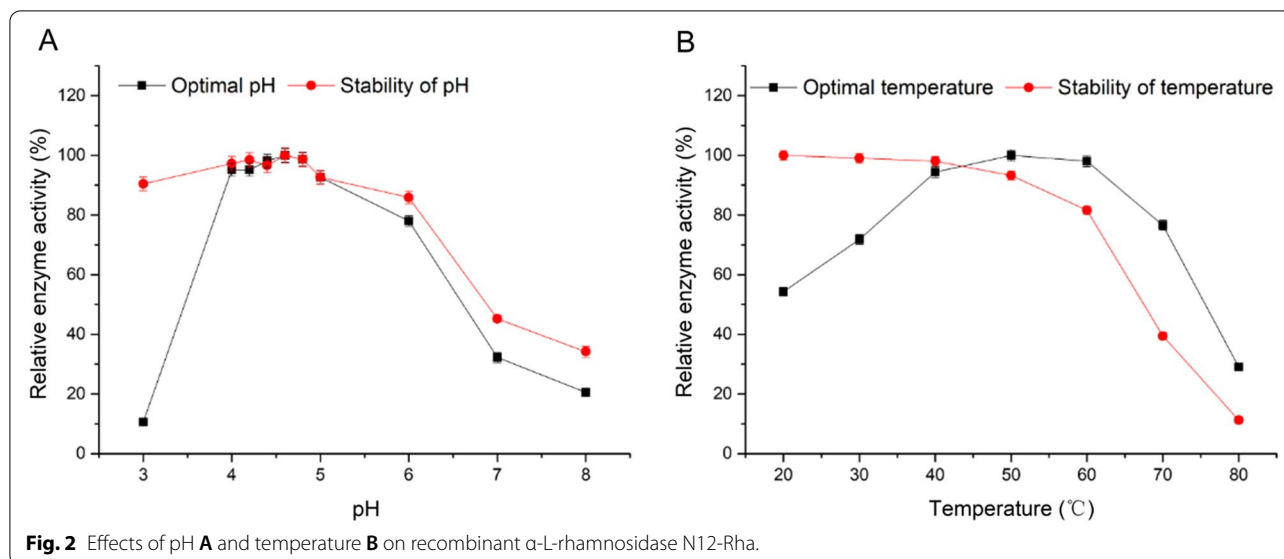 A
Optimal pH Stability of pH
120
100
80
60
40
20
0
Relative enzyme activity (%)
3 4 5 6 7 8
pH
B
Optimal temperature Stability of temperature
120
100
80
60
40
20
0
Relative enzyme activity (%)
20 30 40 50 60 70 80
Temperature (℃)
Fig. 2 Effects of pH A and temperature B on recombinant α-L-rhamnosidase N12-Rha.